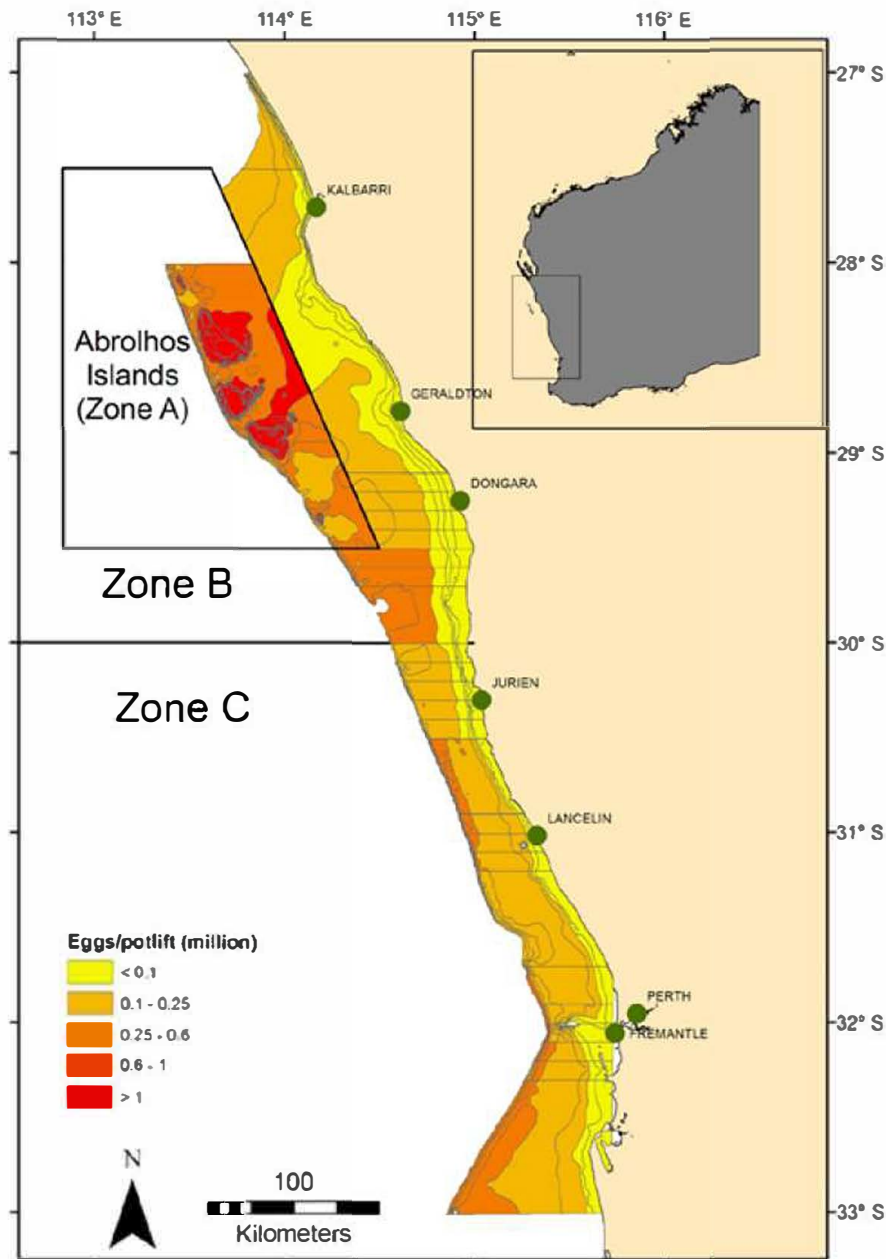 113° E 114° E 115° E 116° E
27° S
KALBARRI
28° S
Abrolhos
Islands
(Zone A)
GERALDTON
29° S
DONGARA
Zone B
30° S
Zone C
JURIEN
LANCELIN
31° S
Eggs/potlift (million)
< 0.1
0.1 - 0.25
0.25 - 0.6
0.6 - 1
> 1
PERTH
32° S
FREMANTLE
N
100
Kilometers
33° S